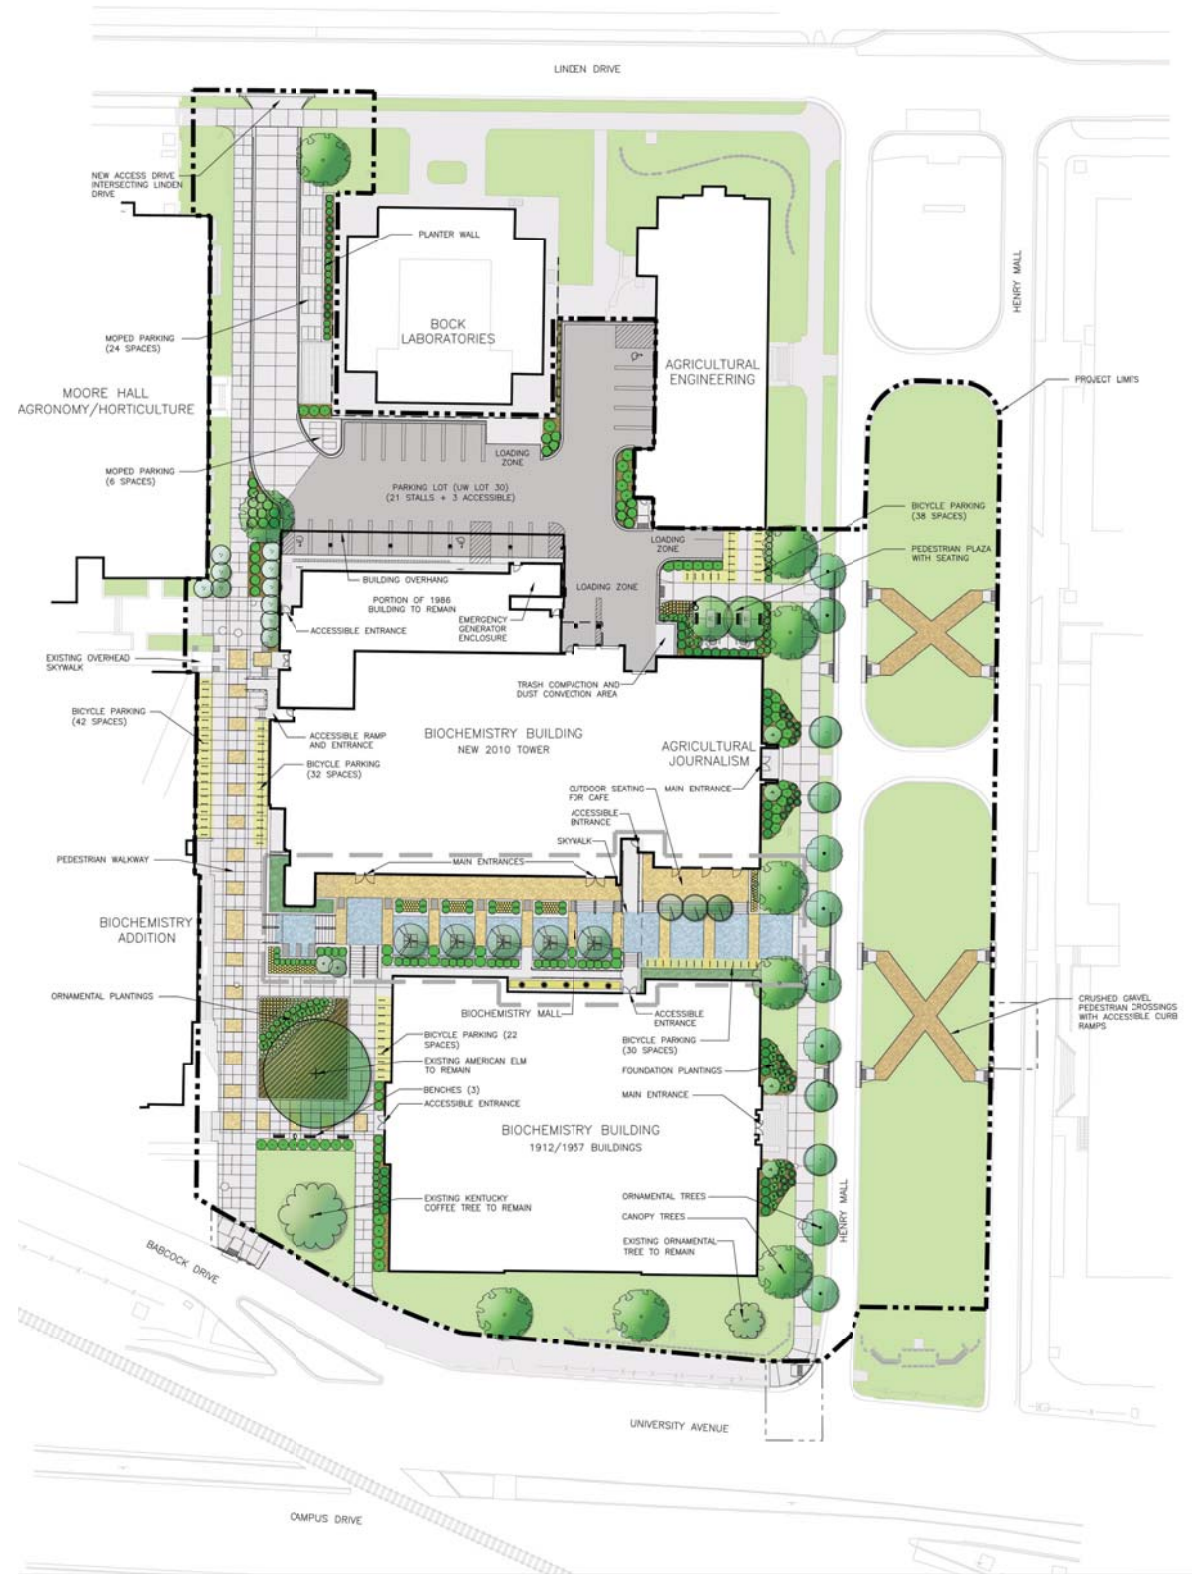 LINDEN DRIVE
NEW ACCESS DRIVE
INTERSECTING LINDEN
DRIVE
PLANTER WALL
HENRY MALL
BOCK
LABORATORIES
MOPED PARKING
(24 SPACES)
AGRICULTURAL
ENGINEERING
PROJECT LIMITS
MOORE HALL
AGRONOMY/HORTICULTURE
LOADING
ZONE
MOPED PARKING
(6 SPACES)
PARKING LOT (UW LOT 30)
(21 STALLS + 3 ACCESSIBLE)
BICYCLE PARKING
(38 SPACES)
LOADING
ZONE
PEDESTRIAN PLAZA
WITH SEATING
BUILDING OVERHANG
LOADING ZONE
PORTION OF 1986
BUILDING TO REMAIN
EMERGENCY
GENERATOR
ENCLOSURE
ACCESSIBLE ENTRANCE
EXISTING OVERHEAD
SKYWALK
TRASH COMPACTION AND
DUST CONVECTION AREA
BICYCLE PARKING
(42 SPACES)
ACCESSIBLE RAMP
AND ENTRANCE
BIOCHEMISTRY BUILDING
NEW 2010 TOWER
AGRICULTURAL
JOURNALISM
BICYCLE PARKING
(32 SPACES)
OUTDOOR SEATING
FOR CAFE
MAIN ENTRANCE
ACCESSIBLE
ENTRANCE
SKYWALK
PEDESTRIAN WALKWAY
MAIN ENTRANCES
BIOCHEMISTRY
ADDITION
ORNAMENTAL PLANTINGS
BIOCHEMISTRY MALL
ACCESSIBLE
ENTRANCE
CRUSHED GRAVEL
PEDESTRIAN CROSSINGS
WITH ACCESSIBLE CURB
RAMPS
BICYCLE PARKING (22
SPACES)
BICYCLE PARKING
(30 SPACES)
EXISTING AMERICAN ELM
TO REMAIN
FOUNDATION PLANTINGS
BENCHES (3)
MAIN ENTRANCE
ACCESSIBLE ENTRANCE
BIOCHEMISTRY BUILDING
1912/1937 BUILDINGS
EXISTING KENTUCKY
COFFEE TREE TO REMAIN
ORNAMENTAL TREES
CANOPY TREES
HENRY MALL
EXISTING ORNAMENTAL
TREE TO REMAIN
BABCOCK DRIVE
UNIVERSITY AVENUE
CAMPUS DRIVE